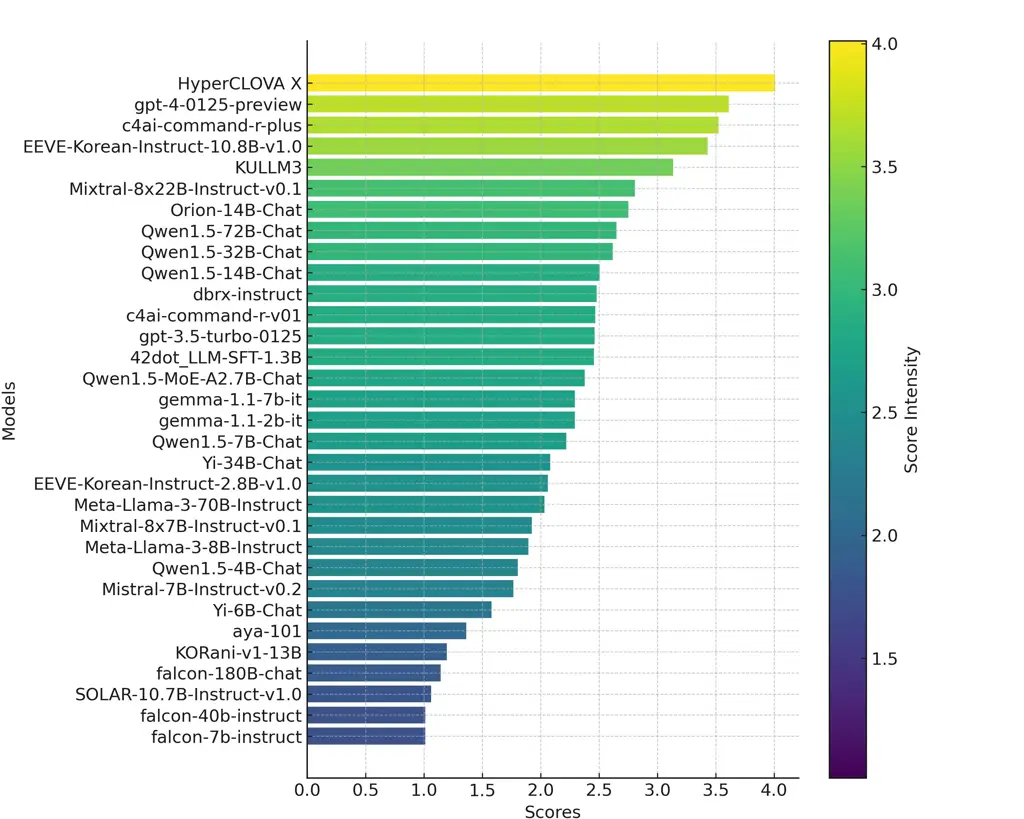 HyperCLOVA X
gpt-4-0125-preview
c4ai-command-r-plus
EEVE-Korean-Instruct-10.8B-v1.0
KULLM3
Mixtral-8x22B-Instruct-v0.1
Orion-14B-Chat
Qwen1.5-72B-Chat
Qwen1.5-32B-Chat
Qwen1.5-14B-Chat
dbrx-instruct
c4ai-command-r-v01
gpt-3.5-turbo-0125
42dot_LLM-SFT-1.3B
Qwen1.5-MoE-A2.7B-Chat
gemma-1.1-7b-it
gemma-1.1-2b-it
Qwen1.5-7B-Chat
Yi-34B-Chat
EEVE-Korean-Instruct-2.8B-v1.0
Meta-Llama-3-70B-Instruct
Mixtral-8x7B-Instruct-v0.1
Meta-Llama-3-8B-Instruct
Qwen1.5-4B-Chat
Mistral-7B-Instruct-v0.2
Yi-6B-Chat
aya-101
KORani-v1-13B
falcon-180B-chat
SOLAR-10.7B-Instruct-v1.0
falcon-40b-instruct
falcon-7b-instruct
Models
0.0 0.5 1.0 1.5 2.0 2.5 3.0 3.5 4.0
Scores
4.0
3.5
3.0
2.5
2.0
1.5
Score Intensity